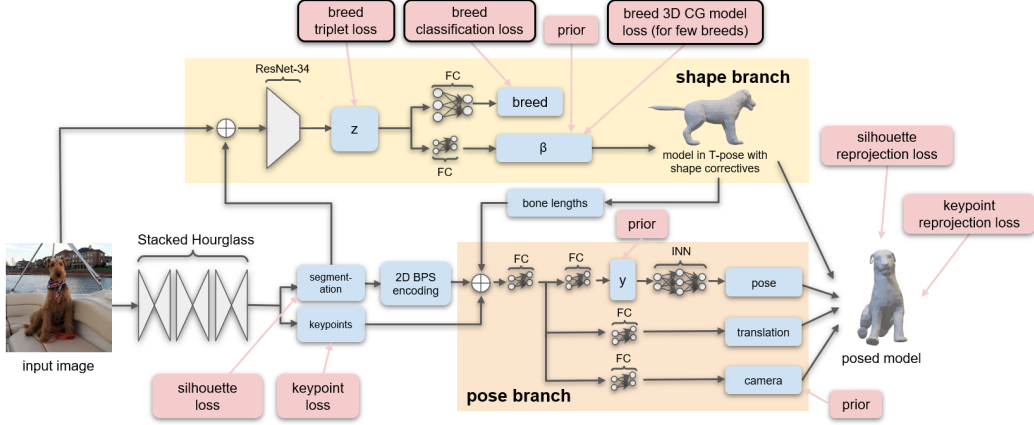 breed
triplet loss
breed
classification loss
prior
breed 3D CG model
loss (for few breeds)
shape branch
ResNet-34
FC
z
breed
FC
β
model in T-pose with
shape correctives
silhouette
reprojection loss
keypoint
reprojection loss
bone lengths
prior
Stacked Hourglass
segment-
ation
2D BPS
encoding
keypoints
FC
FC
y
INN
pose
FC
translation
FC
camera
pose branch
input image
posed model
silhouette
loss
keypoint
loss
prior